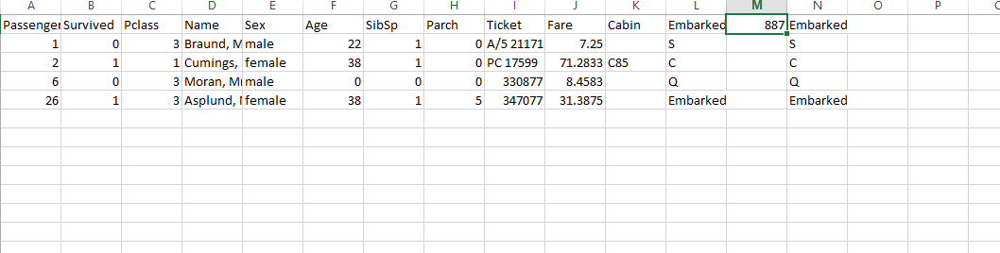 A B C D E F G H I J K L M N O P
Passenger Survived Pclass Name Sex Age SibSp Parch Ticket Fare Cabin Embarked 887 Embarked
1 0 3 Braund, M male 22 1 0 A/5 21171 7.25 S S
2 1 1 Cumings, female 38 1 0 PC 17599 71.2833 C85 C C
6 0 3 Moran, Mr male 0 0 0 330877 8.4583 Q Q
26 1 3 Asplund, female 38 1 5 347077 31.3875 Embarked Embarked